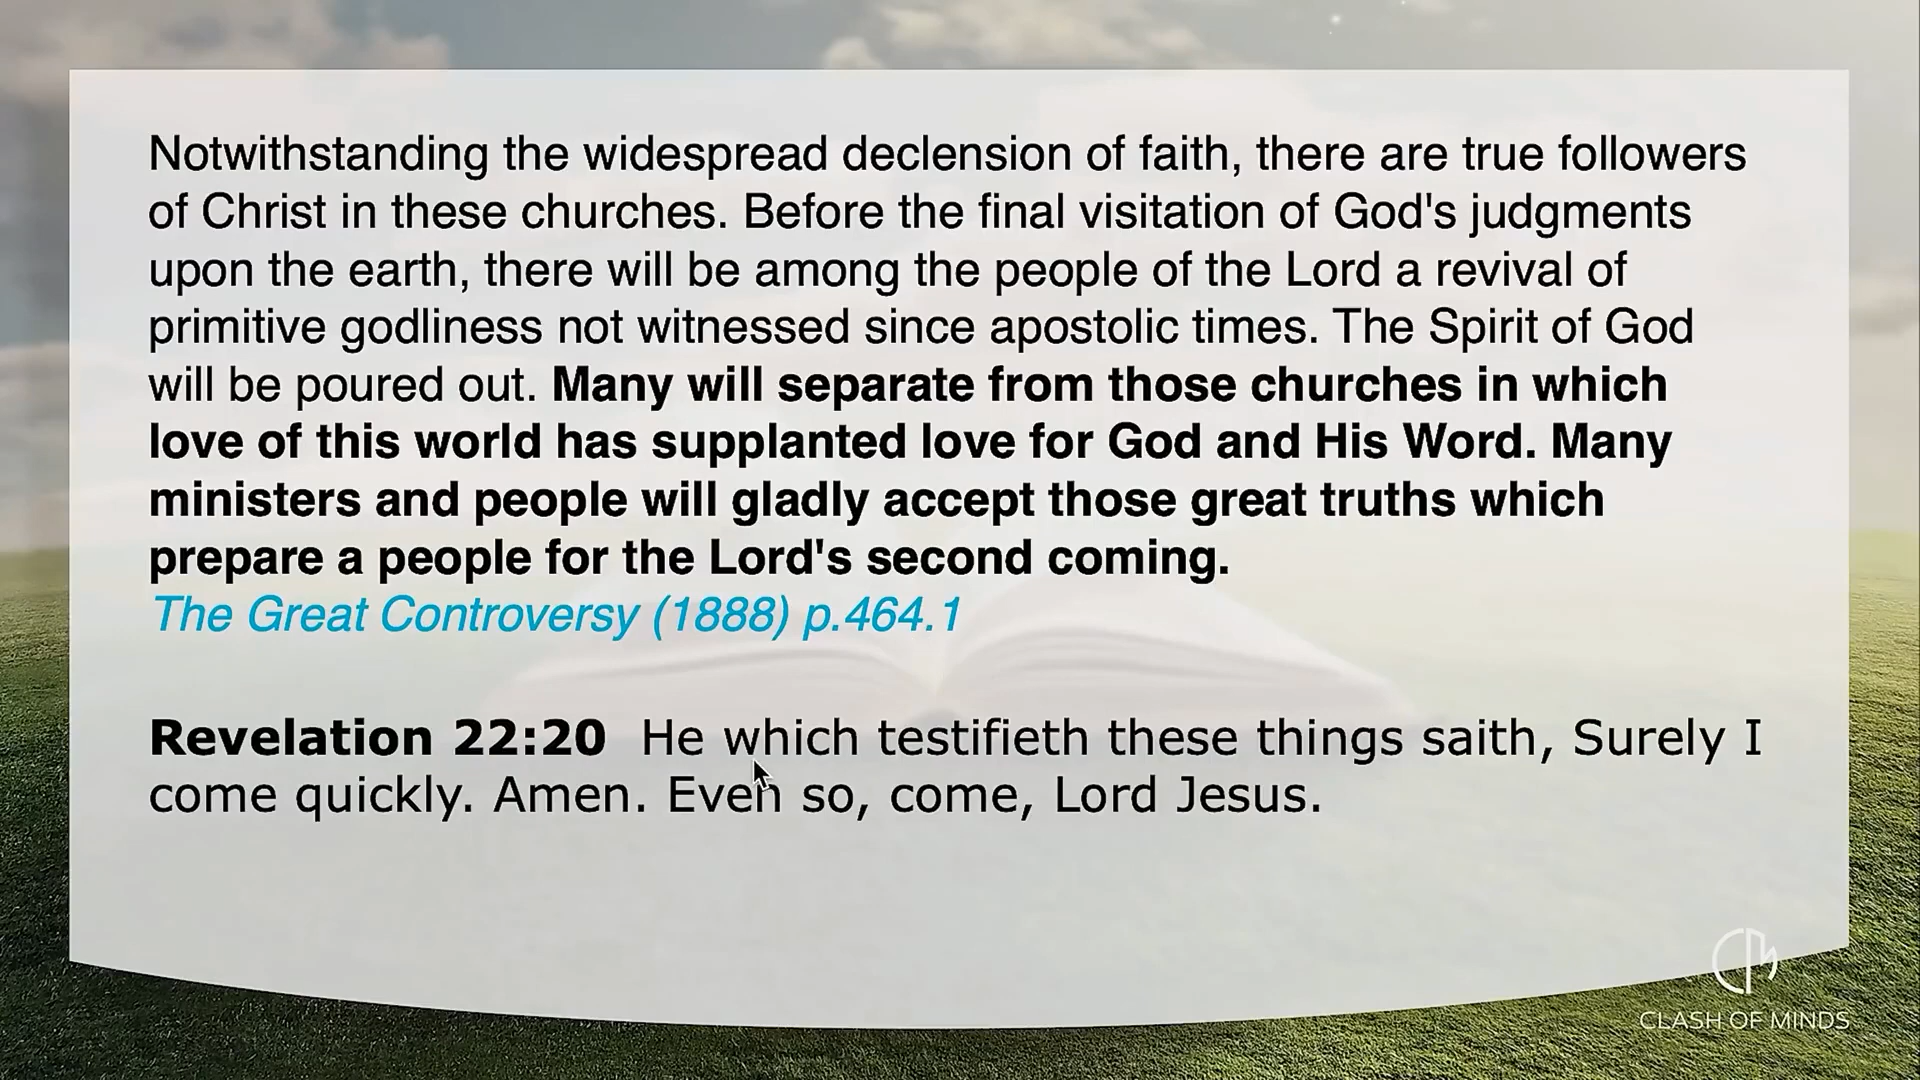 Notwithstanding the widespread declension of faith, there are true followers
of Christ in these churches. Before the final visitation of God's judgments
upon the earth, there will be among the people of the Lord a revival of
primitive godliness not witnessed since apostolic times. The Spirit of God
will be poured out. Many will separate from those churches in which
love of this world has supplanted love for God and His Word. Many
ministers and people will gladly accept those great truths which
prepare a people for the Lord's second coming.
The Great Controversy (1888) p.464.1
Revelation 22:20 He which testifieth these things saith, Surely I
come quickly. Amen. Even so, come, Lord Jesus.
CLASH OF MINDS